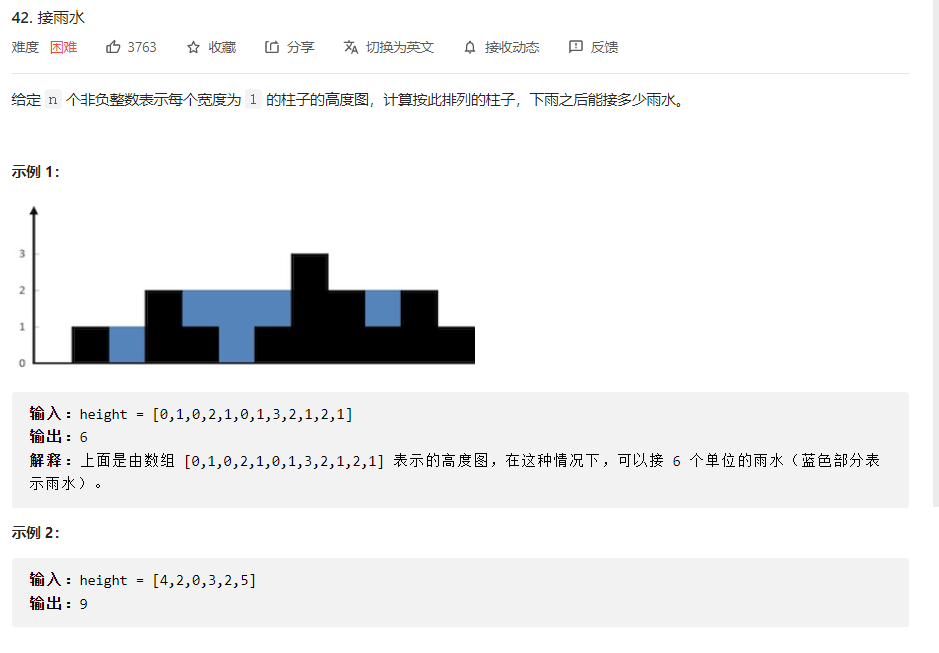 42. 接雨水
难度 困难 3763 收藏 分享 切换为英文 接收动态 反馈
给定 n 个非负整数表示每个宽度为 1 的柱子的高度图，计算按此排列的柱子，下雨之后能接多少雨水。
示例 1：
3
2
1
0
输入：height = [0,1,0,2,1,0,1,3,2,1,2,1]
输出：6
解释：上面是由数组 [0,1,0,2,1,0,1,3,2,1,2,1] 表示的高度图，在这种情况下，可以接 6 个单位的雨水（蓝色部分表
示雨水）。
示例 2：
输入：height = [4,2,0,3,2,5]
输出：9